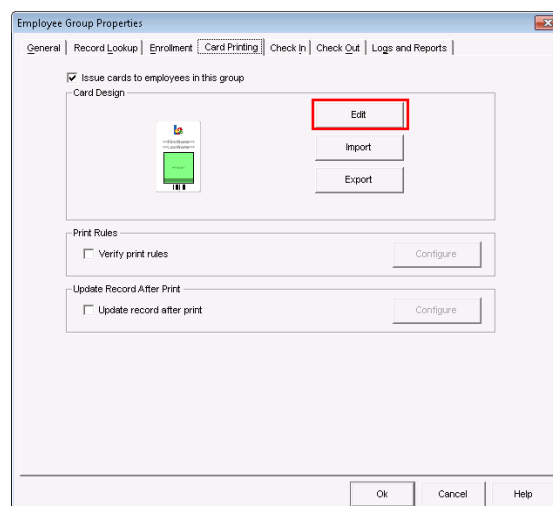 Employee Group Properties
General Record Lookup Enrollment Card Printing Check In Check Out Logs and Reports
Issue cards to employees in this group
Card Design
Edit
Import
Export
Print Rules
Verify print rules
Configure
Update Record After Print
Update record after print
Configure
Ok Cancel Help